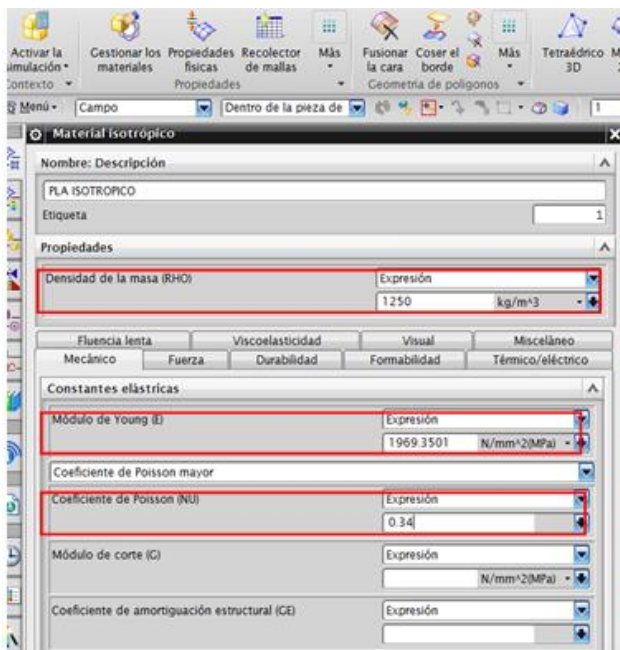 Activar la Gestionar los Propiedades Recolector Más Fusionar Coser el Más Tetraédrico
simulación materiales físicas de mallas la cara borde 3D
Contexto Propiedades Geometría de polígonos
Menú Campo Dentro de la pieza de 1
Material isotrópico
Nombre: Descripción
PLA ISOTROPICO
Etiqueta 1
Propiedades
Densidad de la masa (RHO) Expresión
1250 kg/m^3
Fluencia lenta Viscoelasticidad Visual Misceláneo
Mecánico Fuerza Durabilidad Formabilidad Térmico/eléctrico
Constantes elàstricas
Módulo de Young (E) Expresión
1969.3501 N/mm^2(MPa)
Coeficiente de Poisson mayor
Coeficiente de Poisson (NU) Expresión
0.34
Módulo de corte (G) Expresión
N/mm^2(MPa)
Coeficiente de amortiguación estructural (GE) Expresión